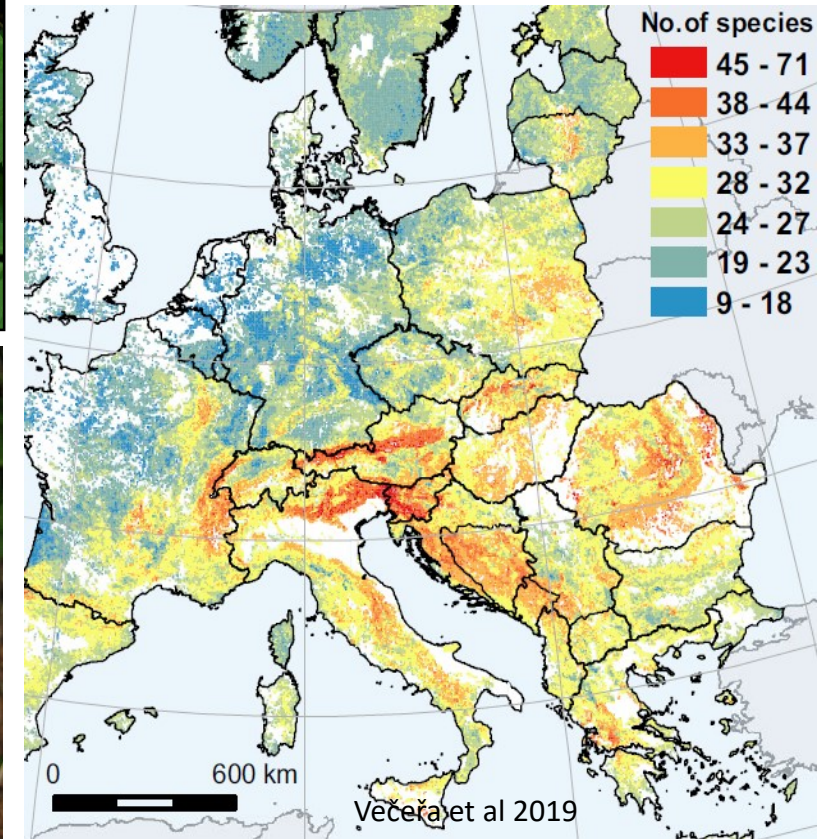 No.of species
45 - 71
38 - 44
33 - 37
28 - 32
24 - 27
19 - 23
9 - 18
0 600 km
Večeřa et al 2019